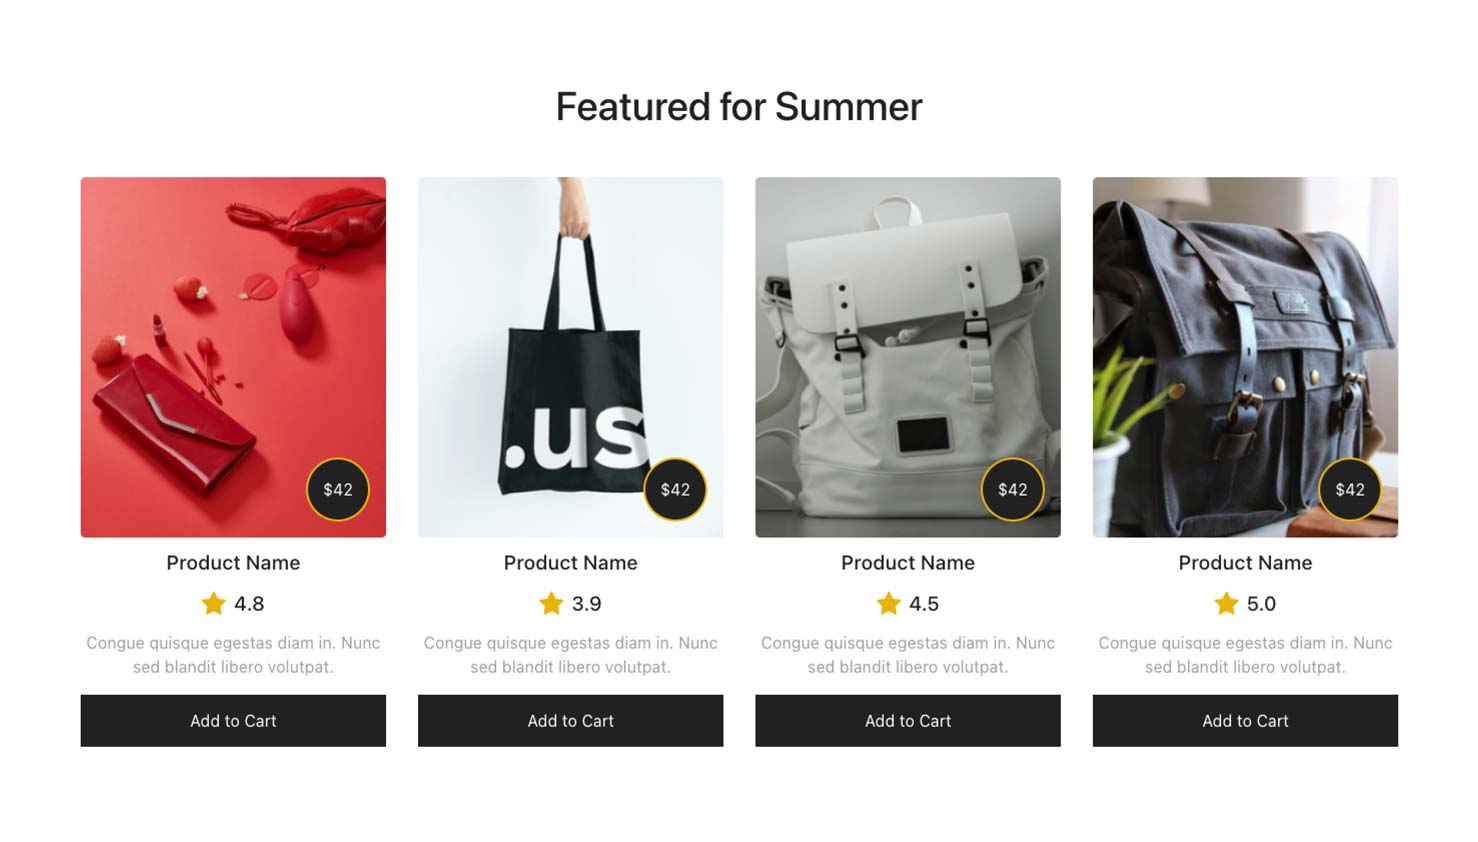 Featured for Summer
.us
$42
$42
$42
$42
Product Name
Product Name
Product Name
Product Name
4.8
3.9
4.5
5.0
Congue quisque egestas diam in. Nunc
sed blandit libero volutpat.
Congue quisque egestas diam in. Nunc
sed blandit libero volutpat.
Congue quisque egestas diam in. Nunc
sed blandit libero volutpat.
Congue quisque egestas diam in. Nunc
sed blandit libero volutpat.
Add to Cart
Add to Cart
Add to Cart
Add to Cart